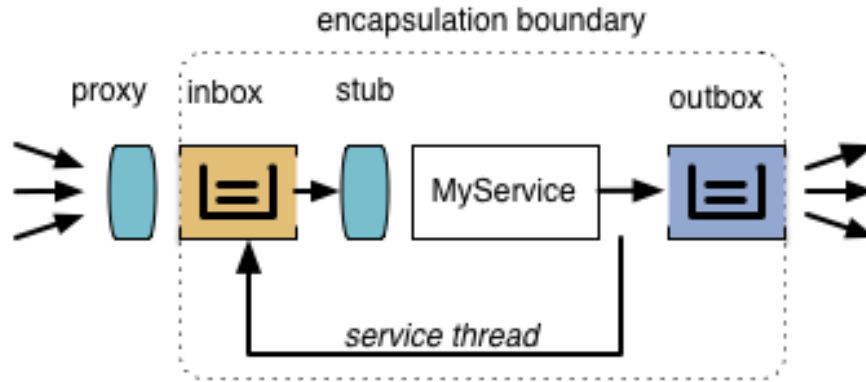 encapsulation boundary
proxy
inbox
stub
outbox
MyService
service thread